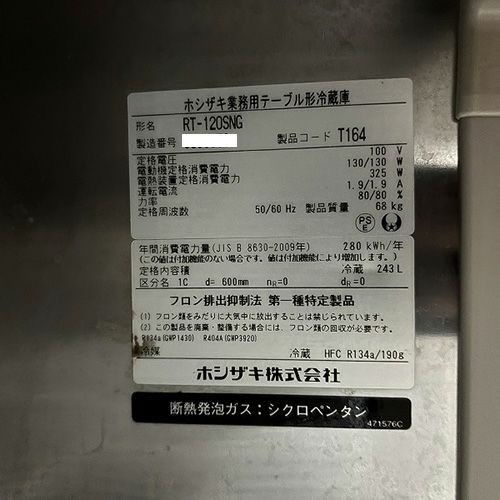 ホシザキ業務用テーブル形冷蔵庫
形名 RT-120SNG
製造番号 製品コード T164
定格電圧 100 V
電動機定格消費電力 130/130 W
電熱装置定格消費電力 325 W
運転電流 1.9/1.9 A
力率 80/80 %
定格周波数 50/60 Hz 製品質量 68 kg
PS E
年間消費電力量(JIS B 8630-2009年) 280 kWh/年
(この値は付加機能のない場合です。値は付加機能により増加します。)
定格内容積 冷蔵 243 L
区分名 1C d= 600mm nR=0 dR=0
フロン排出抑制法 第一種特定製品
(1) フロン類をみだりに大気中に放出することは禁じられています。
(2) この製品を廃棄・整備する場合には、フロン類の回収が必要です。
R134a(GWP1430) R404A(GWP3920)
冷媒 冷蔵 HFC R134a/190g
ホシザキ株式会社
断熱発泡ガス：シクロペンタン
471576C